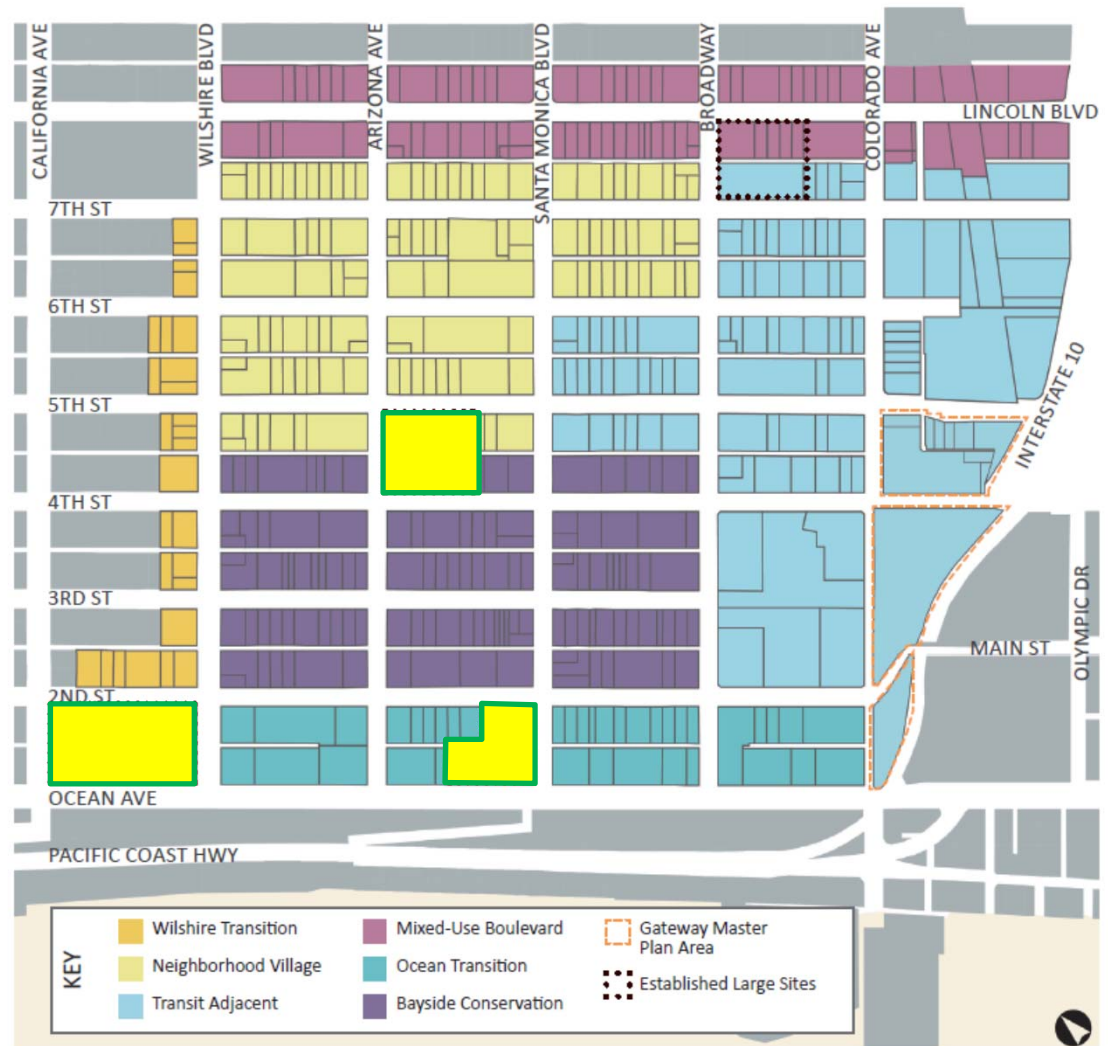 CALIFORNIA AVE
WILSHIRE BLVD
ARIZONA AVE
SANTA MONICA BLVD
BROADWAY
COLORADO AVE
LINCOLN BLVD
7TH ST
6TH ST
5TH ST
INTERSTATE 10
4TH ST
3RD ST
MAIN ST
OLYMPIC DR
2ND ST
OCEAN AVE
PACIFIC COAST HWY
KEY
Wilshire Transition
Neighborhood Village
Transit Adjacent
Mixed-Use Boulevard
Ocean Transition
Bayside Conservation
Gateway Master
Plan Area
Established Large Sites